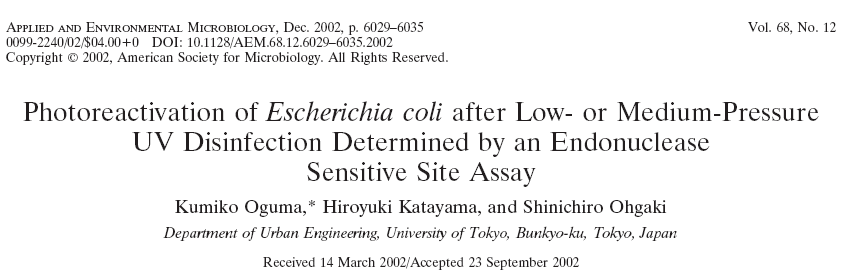 APPLIED AND ENVIRONMENTAL MICROBIOLOGY, Dec. 2002, p. 6029–6035 Vol. 68, No. 12
0099-2240/02/$04.00+0 DOI: 10.1128/AEM.68.12.6029–6035.2002
Copyright © 2002, American Society for Microbiology. All Rights Reserved.
Photoreactivation of Escherichia coli after Low- or Medium-Pressure
UV Disinfection Determined by an Endonuclease
Sensitive Site Assay
Kumiko Oguma,* Hiroyuki Katayama, and Shinichiro Ohgaki
Department of Urban Engineering, University of Tokyo, Bunkyo-ku, Tokyo, Japan
Received 14 March 2002/Accepted 23 September 2002